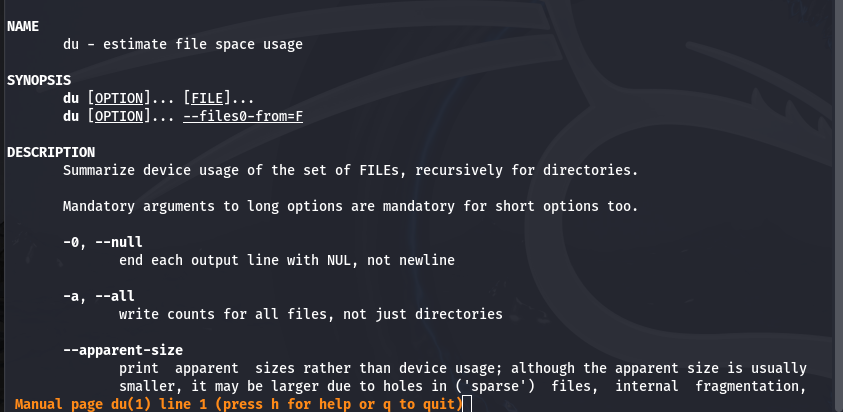 NAME
du - estimate file space usage
SYNOPSIS
du [OPTION]... [FILE]...
du [OPTION]... --files0-from=F
DESCRIPTION
Summarize device usage of the set of FILEs, recursively for directories.
Mandatory arguments to long options are mandatory for short options too.
-0, --null
end each output line with NUL, not newline
-a, --all
write counts for all files, not just directories
--apparent-size
print  apparent  sizes rather than device usage; although the apparent size is usually
smaller, it may be larger due to holes in ('sparse')  files,  internal  fragmentation,
Manual page du(1) line 1 (press h for help or q to quit)